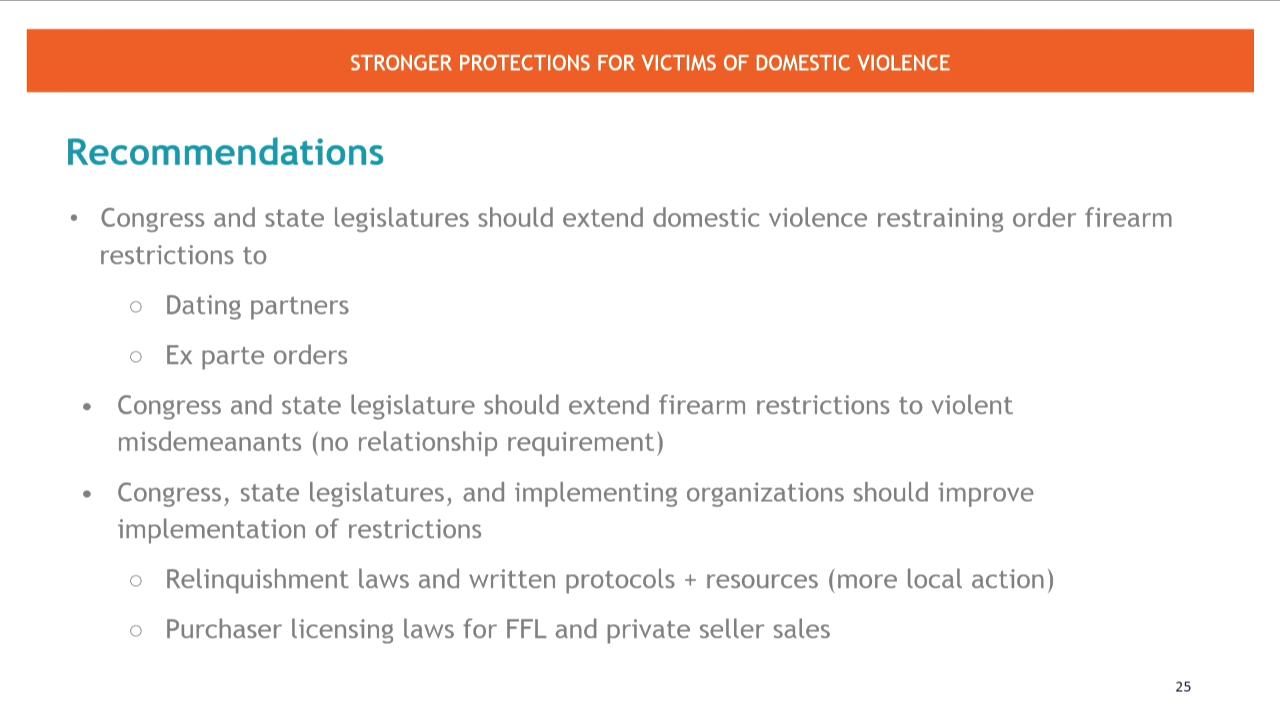 STRONGER PROTECTIONS FOR VICTIMS OF DOMESTIC VIOLENCE
Recommendations
• Congress and state legislatures should extend domestic violence restraining order firearm
restrictions to
○ Dating partners
○ Ex parte orders
• Congress and state legislature should extend firearm restrictions to violent
misdemeanants (no relationship requirement)
• Congress, state legislatures, and implementing organizations should improve
implementation of restrictions
○ Relinquishment laws and written protocols + resources (more local action)
○ Purchaser licensing laws for FFL and private seller sales
25